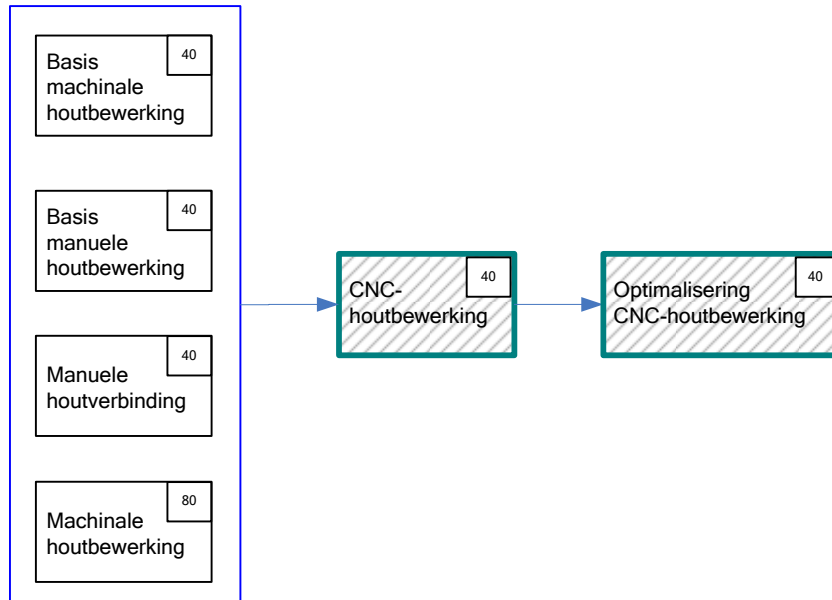 40
Basis
machinale
houtbewerking
40
Basis
manuele
houtbewerking
40
Manuele
houtverbinding
80
Machinale
houtbewerking
40
CNC-
houtbewerking
40
Optimalisering
CNC-houtbewerking